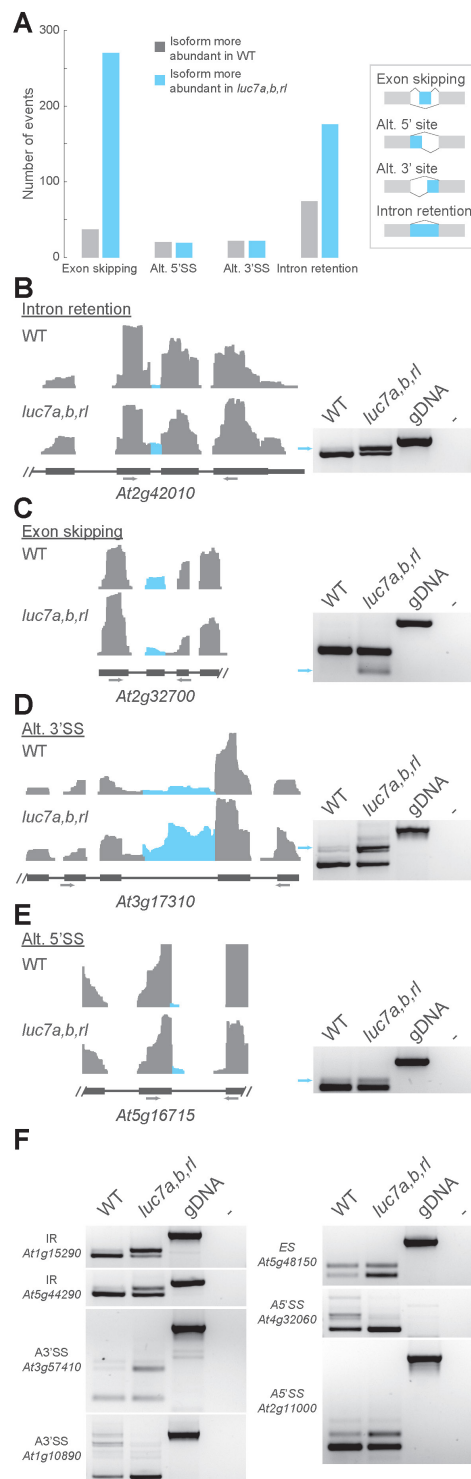 A
300
200
100
0
Number of events
Isoform more
abundant in WT
Isoform more
abundant in luc7a,b,rl
Exon skipping
Alt. 5'SS
Alt. 3'SS
Intron retention
Exon skipping
Alt. 5' site
Alt. 3' site
Intron retention
B
Intron retention
WT
luc7a,b,rl
//
At2g42010
WT
luc7a,b,rl
gDNA
-
C
Exon skipping
WT
luc7a,b,rl
//
At2g32700
WT
luc7a,b,rl
gDNA
-
D
Alt. 3'SS
WT
luc7a,b,rl
//
At3g17310
WT
luc7a,b,rl
gDNA
-
E
Alt. 5'SS
WT
luc7a,b,rl
//
//
At5g16715
WT
luc7a,b,rl
gDNA
-
F
WT
luc7a,b,rl
gDNA
-
IR
At1g15290
IR
At5g44290
A3'SS
At3g57410
A3'SS
At1g10890
WT
luc7a,b,rl
gDNA
-
ES
At5g48150
A5'SS
At4g32060
A5'SS
At2g11000